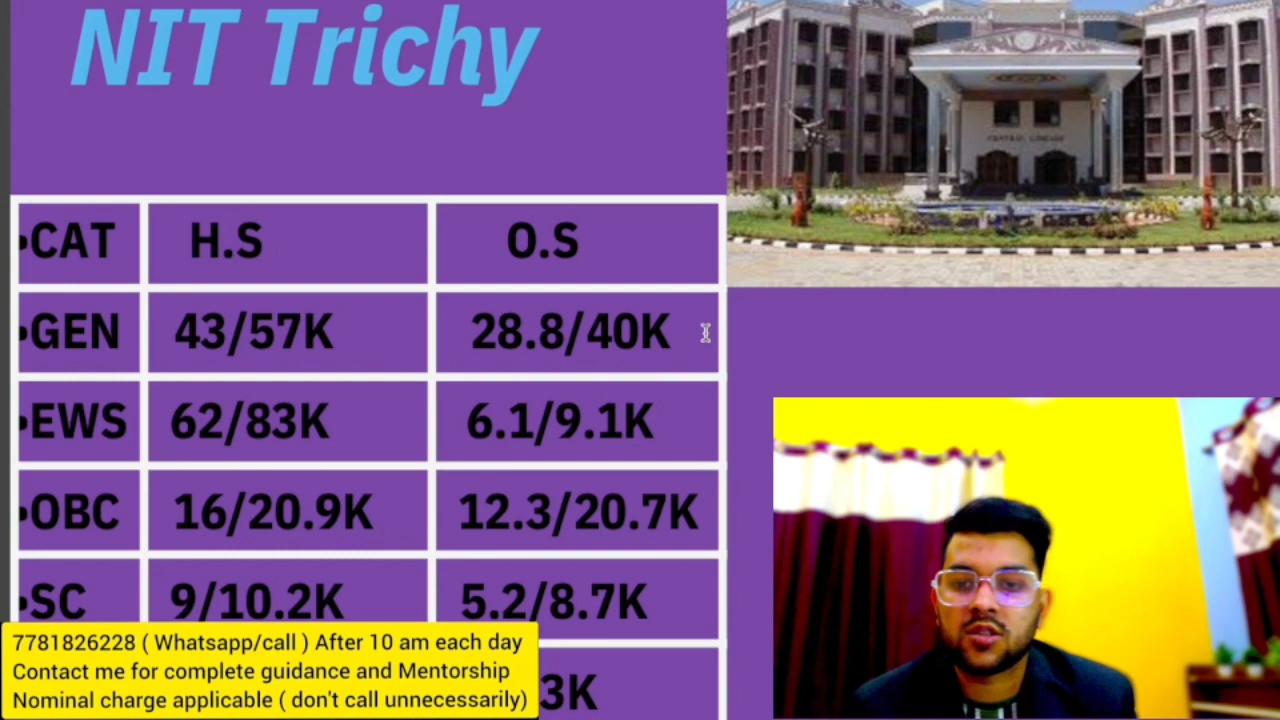 NIT Trichy
•CAT H.S O.S
•GEN 43/57K 28.8/40K
•EWS 62/83K 6.1/9.1K
•OBC 16/20.9K 12.3/20.7K
•SC 9/10.2K 5.2/8.7K
3K
7781826228 ( Whatsapp/call ) After 10 am each day
Contact me for complete guidance and Mentorship
Nominal charge applicable ( don't call unnecessarily)